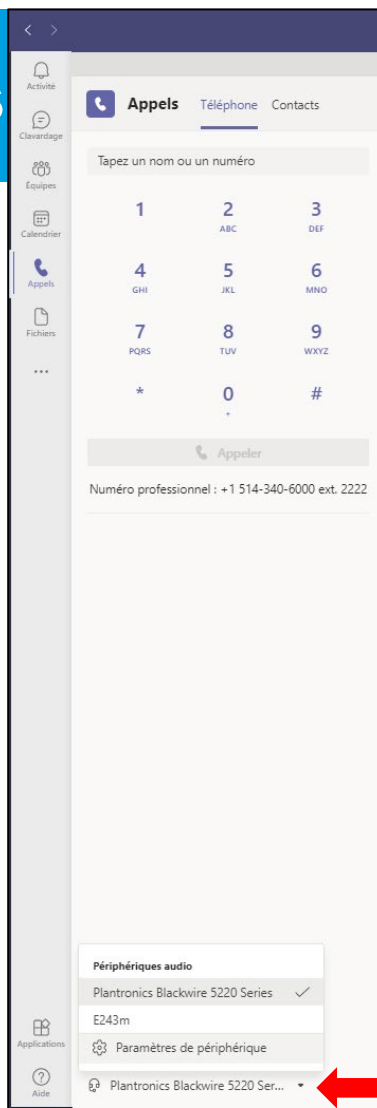 Activité
Clavardage
Équipes
Calendrier
Appels
Fichiers
...
Appels Téléphone Contacts
Tapez un nom ou un numéro
1 2 3
ABC DEF
4 5 6
GHI JKL MNO
7 8 9
PQRS TUV WXYZ
* 0 #
+
Appeler
Numéro professionnel : +1 514-340-6000 ext. 2222
Périphériques audio
Plantronics Blackwire 5220 Series
E243m
Paramètres de périphérique
Plantronics Blackwire 5220 Ser...
Applications
Aide